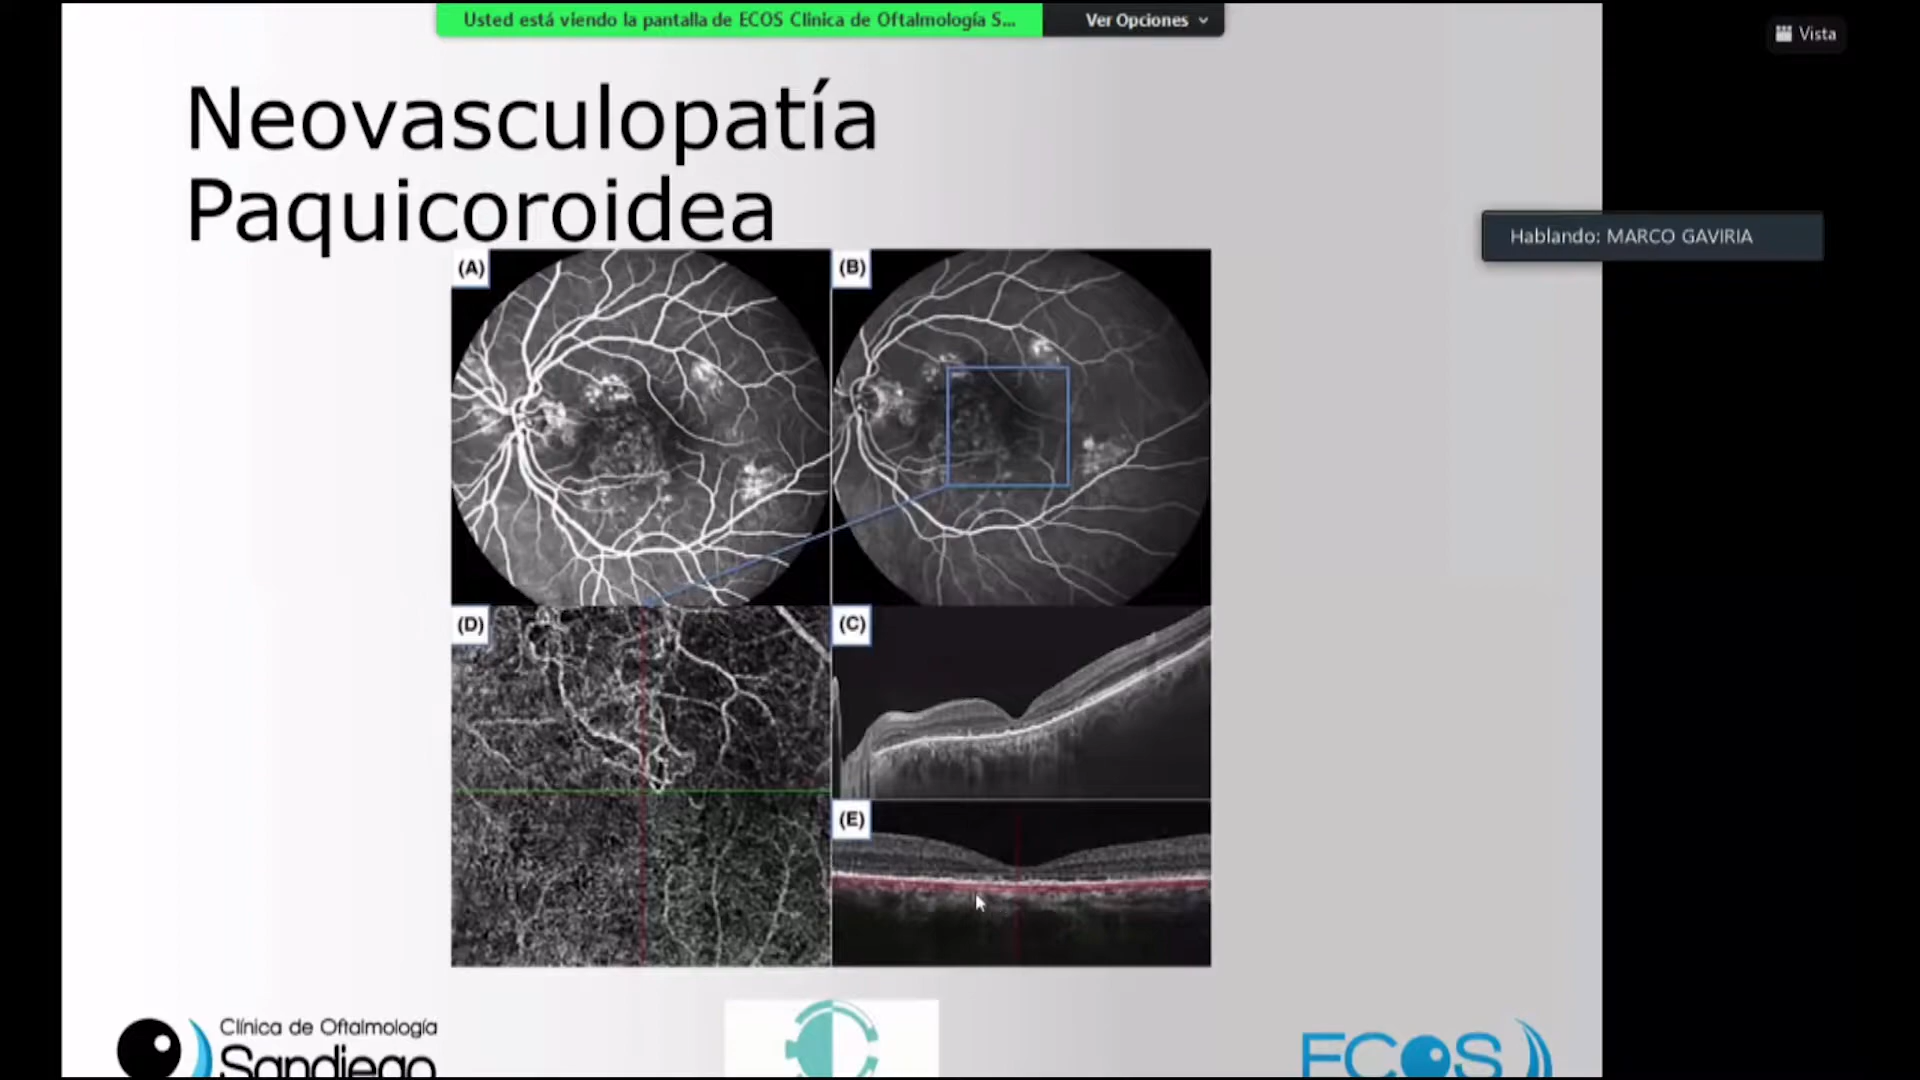 Usted está viendo la pantalla de ECOS Clinica de Oftalmología S...
Ver Opciones
Vista
Neovasculopatía
Paquicoroidea
Hablando: MARCO GAVIRIA
(A)
(B)
(D)
(C)
(E)
Clínica de Oftalmología
Sandiego
ECOS